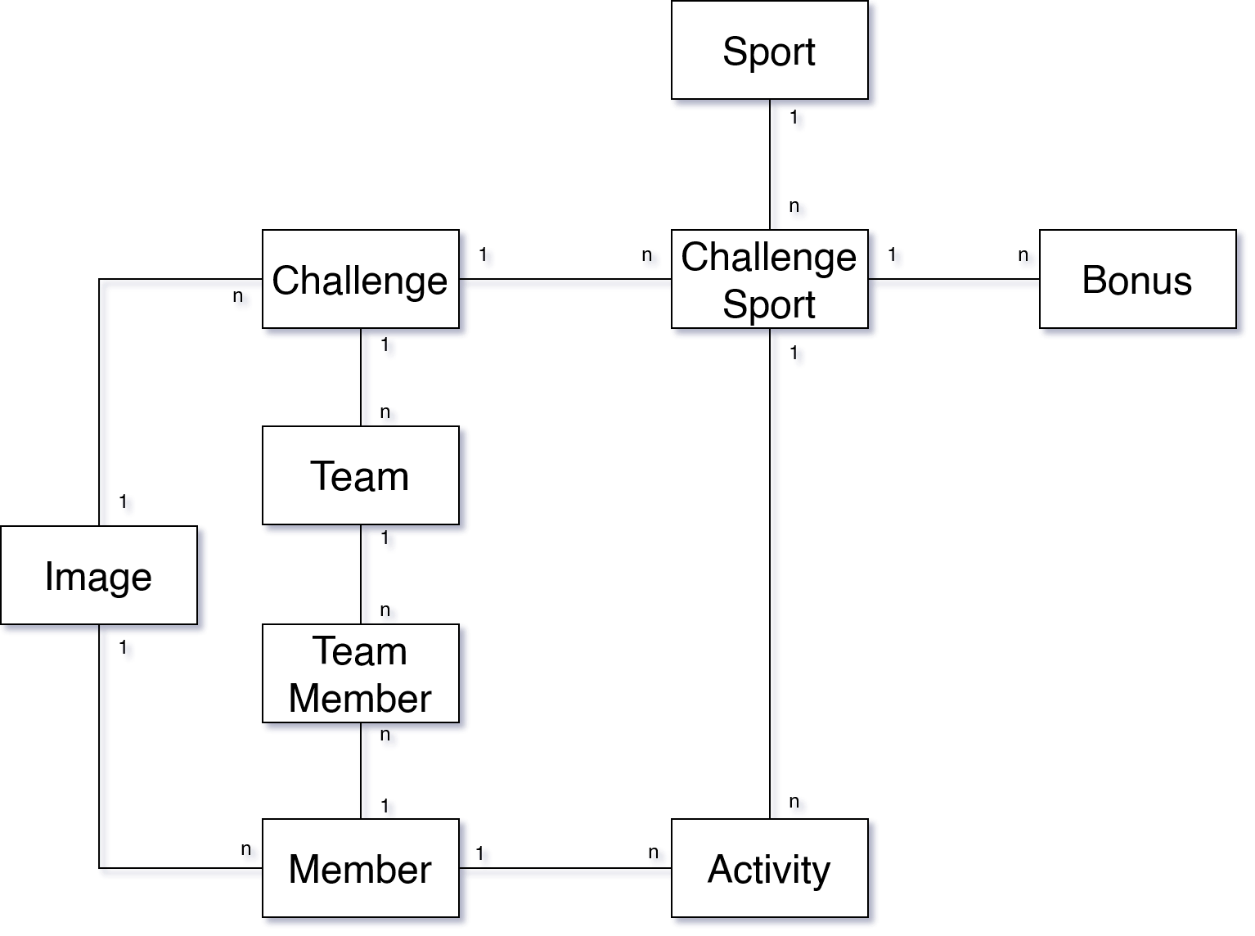 Sport
1
n
Challenge
1
n
Challenge
Sport
1
n
Bonus
n
1
1
n
Team
1
1
Image
1
n
Team
Member
n
1
n
n
Member
1
n
Activity